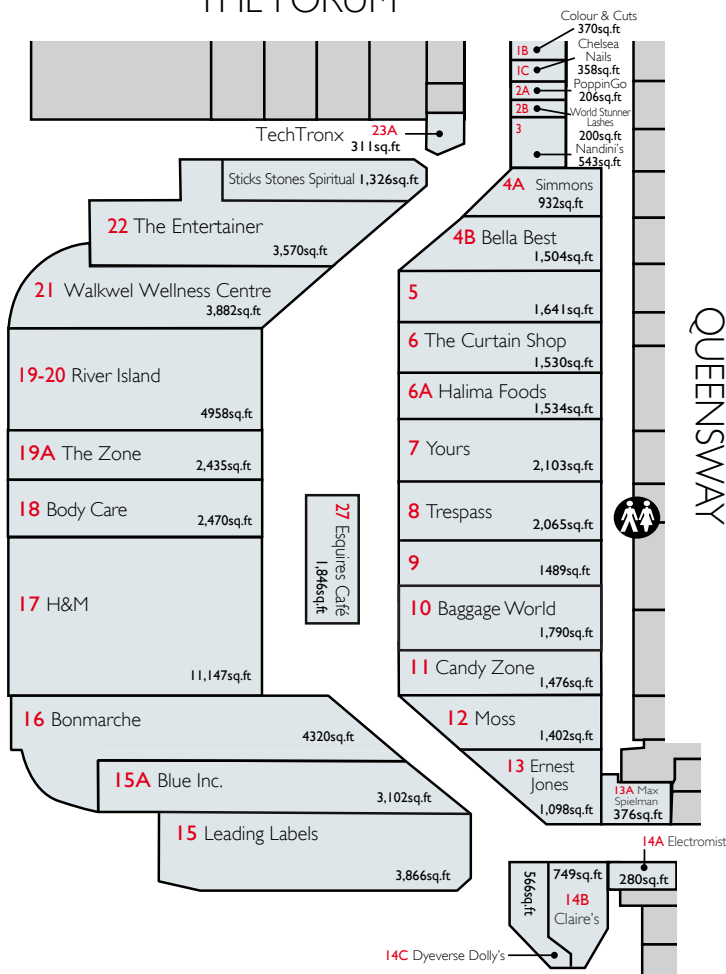 THE FORUM
Colour & Cuts
370sq.ft
1B
Chelsea
Nails
358sq.ft
1C
PoppinGo
206sq.ft
2A
World Stunner
Lashes
200sq.ft
2B
3
Nandini's
543sq.ft
TechTronx
23A
311sq.ft
Sticks Stones Spiritual 1,326sq.ft
4A Simmons
932sq.ft
22 The Entertainer
3,570sq.ft
4B Bella Best
1,504sq.ft
21 Walkwel Wellness Centre
3,882sq.ft
5
1,641sq.ft
6 The Curtain Shop
1,530sq.ft
19-20 River Island
4958sq.ft
6A Halima Foods
1,534sq.ft
19A The Zone
2,435sq.ft
7 Yours
2,103sq.ft
18 Body Care
2,470sq.ft
8 Trespass
2,065sq.ft
27 Esquires Café
1,846sq.ft
9
1489sq.ft
17 H&M
11,147sq.ft
10 Baggage World
1,790sq.ft
11 Candy Zone
1,476sq.ft
16 Bonmarche
4320sq.ft
12 Moss
1,402sq.ft
15A Blue Inc.
3,102sq.ft
13 Ernest
Jones
1,098sq.ft
13A Max
Spielman
376sq.ft
15 Leading Labels
3,866sq.ft
14A Electromist
280sq.ft
566sq.ft
749sq.ft
14B
Claire's
14C Dyeverse Dolly's
QUEENSWAY